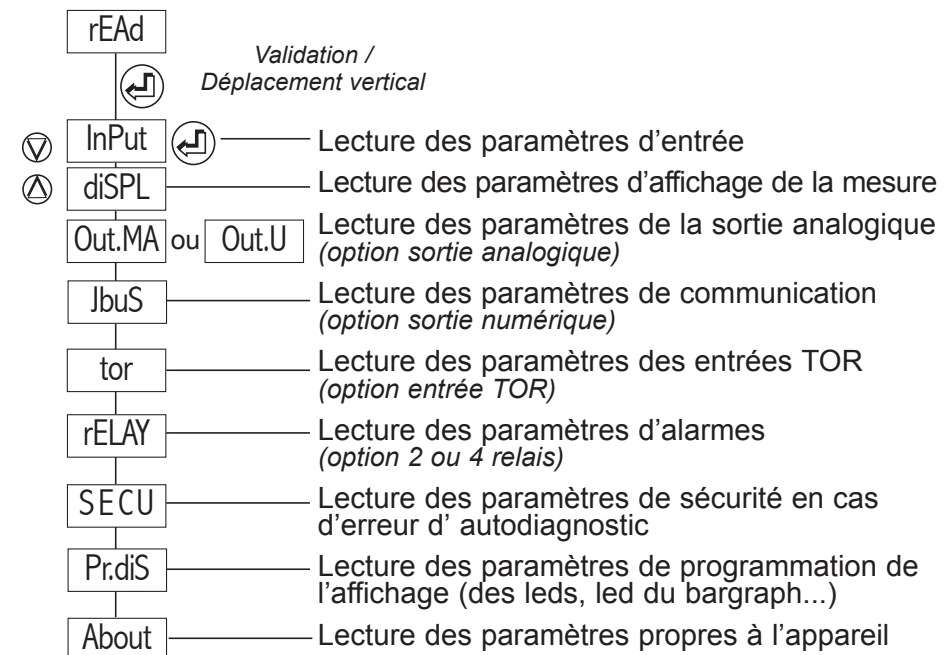 rEAd
Validation /
Déplacement vertical
InPut Lecture des paramètres d'entrée
diSPL Lecture des paramètres d'affichage de la mesure
Out.MA ou Out.U Lecture des paramètres de la sortie analogique
(option sortie analogique)
JbuS Lecture des paramètres de communication
(option sortie numérique)
tor Lecture des paramètres des entrées TOR
(option entrée TOR)
rELAY Lecture des paramètres d'alarmes
(option 2 ou 4 relais)
SECU Lecture des paramètres de sécurité en cas
d'erreur d' autodiagnostic
Pr.diS Lecture des paramètres de programmation de
l'affichage (des leds, led du bargraph...)
About Lecture des paramètres propres à l'appareil